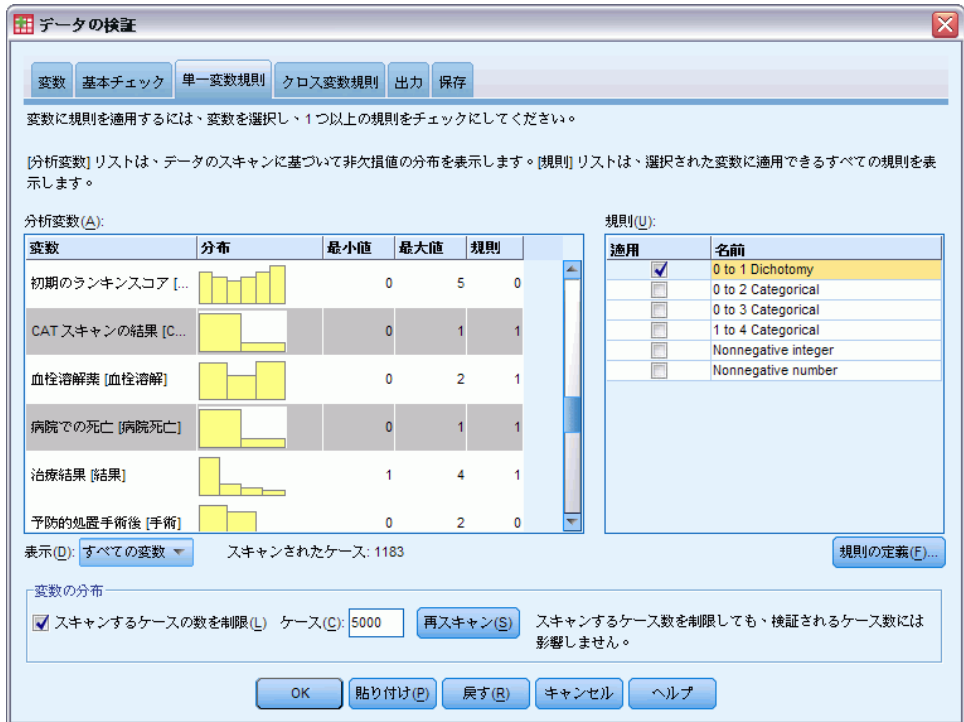 データの検証
変数 基本チェック 単一変数規則 クロス変数規則 出力 保存
変数に規則を適用するには、変数を選択し、1 つ以上の規則をチェックにしてください。
[分析変数] リストは、データのスキャンに基づいて非欠損値の分布を表示します。[規則] リストは、選択された変数に適用できるすべての規則を表
示します。
分析変数(A): 規則(U):
変数 分布 最小値 最大値 規則 適用 名前
初期のランキンスコア [... 0 5 0
CAT スキャンの結果 [C... 0 1 1
血栓溶解薬 [血栓溶解] 0 2 1
病院での死亡 [病院死亡] 0 1 1
治療結果 [結果] 1 4 1
予防的処置手術後 [手術] 0 2 0
0 to 1 Dichotomy
0 to 2 Categorical
0 to 3 Categorical
1 to 4 Categorical
Nonnegative integer
Nonnegative number
表示(D): すべての変数 スキャンされたケース: 1183 規則の定義(F)...
変数の分布
スキャンするケースの数を制限(L) ケース(C): 5000 再スキャン(S) スキャンするケース数を制限しても、検証されるケース数には
影響しません。
OK 貼り付け(P) 戻す(R) キャンセル ヘルプ